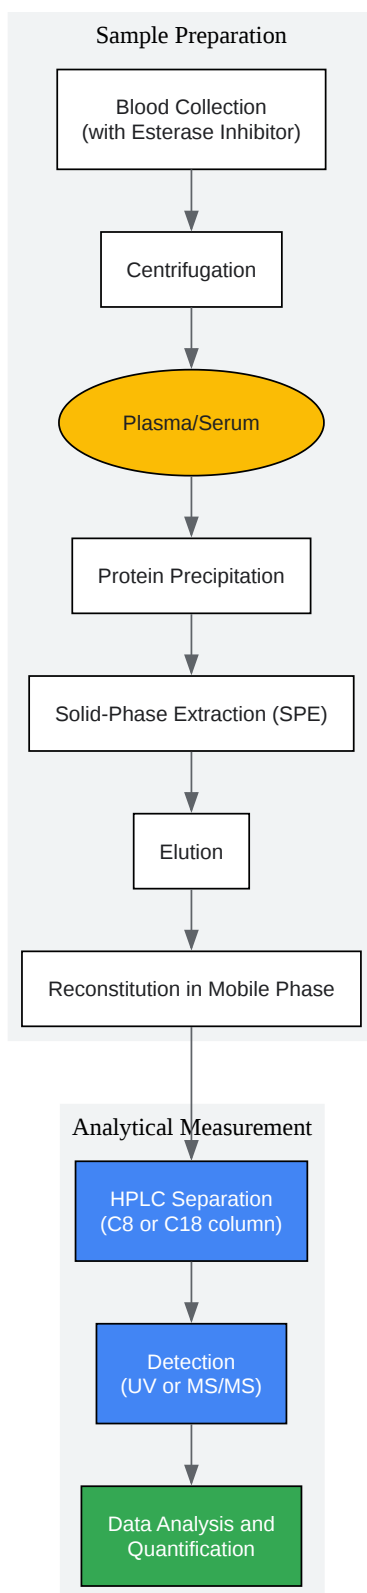 Sample Preparation
Blood Collection
(with Esterase Inhibitor)
Centrifugation
Plasma/Serum
Protein Precipitation
Solid-Phase Extraction (SPE)
Elution
Reconstitution in Mobile Phase
Analytical Measurement
HPLC Separation
(C8 or C18 column)
Detection
(UV or MS/MS)
Data Analysis and
Quantification